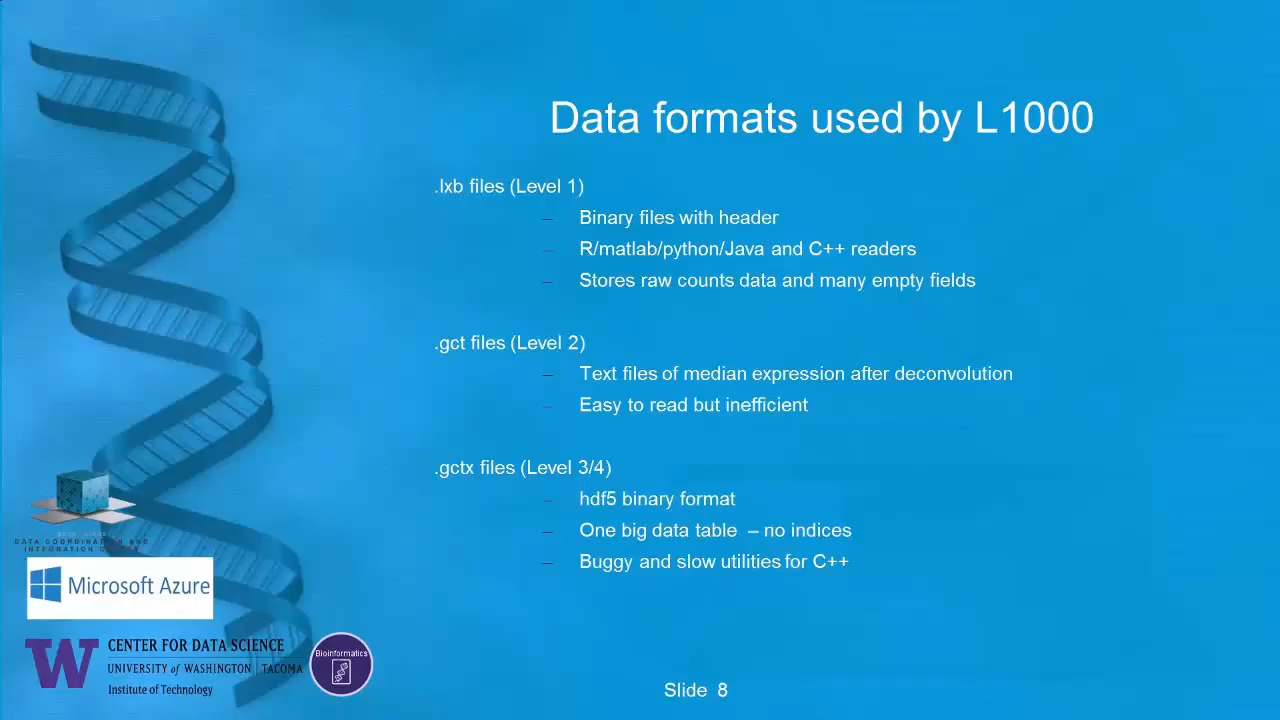 Data formats used by L1000
.lxb files (Level 1)
– Binary files with header
– R/matlab/python/Java and C++ readers
– Stores raw counts data and many empty fields
.gct files (Level 2)
– Text files of median expression after deconvolution
– Easy to read but inefficient
.gctx files (Level 3/4)
– hdf5 binary format
– One big data table – no indices
– Buggy and slow utilities for C++
DATA COORDINATION AND
INTEGRATION CENTER
Microsoft Azure
W
CENTER FOR DATA SCIENCE
UNIVERSITY of WASHINGTON | TACOMA
Institute of Technology
Bioinformatics
Slide 8